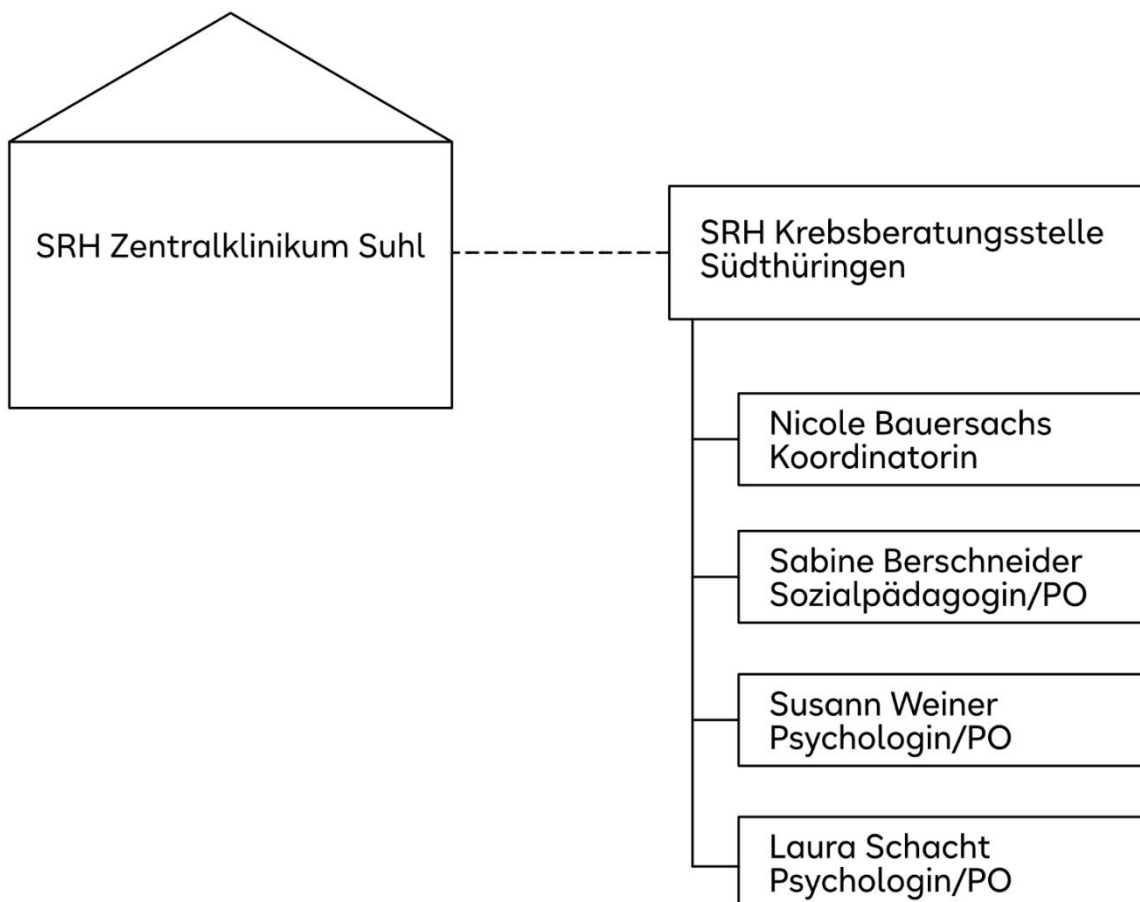 SRH Zentralklinikum Suhl
SRH Krebsberatungsstelle
Südthüringen
Nicole Bauersachs
Koordinatorin
Sabine Berschneider
Sozialpädagogin/PO
Susann Weiner
Psychologin/PO
Laura Schacht
Psychologin/PO